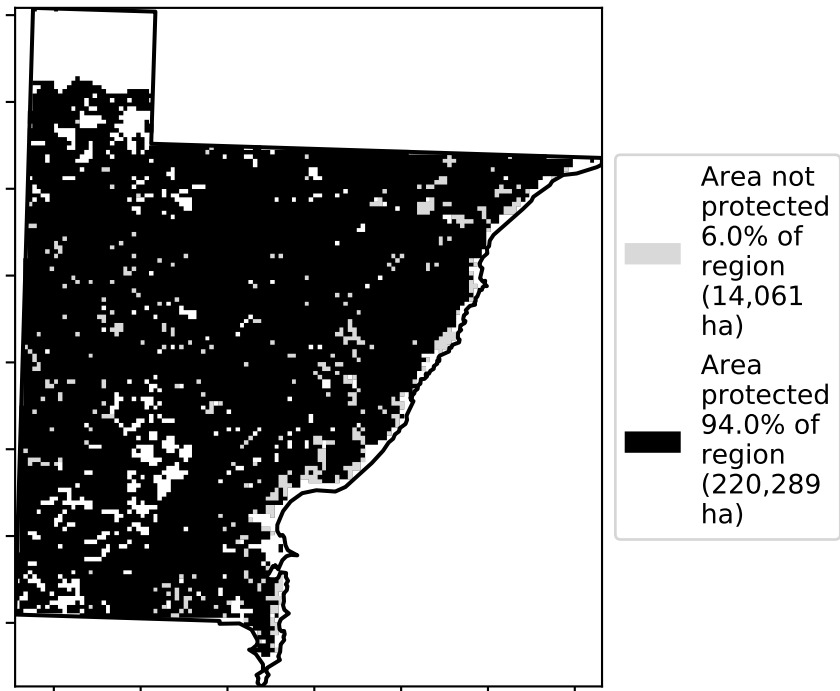 Area not
protected
6.0% of
region
(14,061
ha)
Area
protected
94.0% of
region
(220,289
ha)